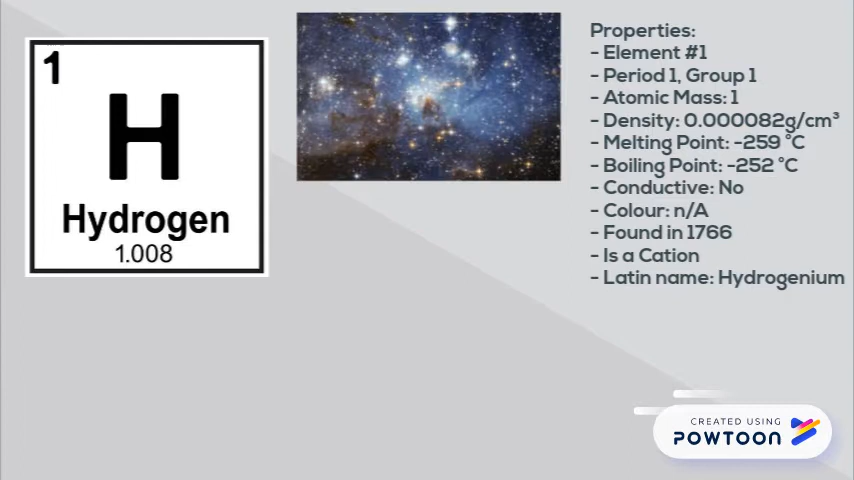 1
H
Hydrogen
1.008
Properties:
- Element #1
- Period 1, Group 1
- Atomic Mass: 1
- Density: 0.000082g/cm³
- Melting Point: -259 °C
- Boiling Point: -252 °C
- Conductive: No
- Colour: n/A
- Found in 1766
- Is a Cation
- Latin name: Hydrogenium
CREATED USING
POWTOON